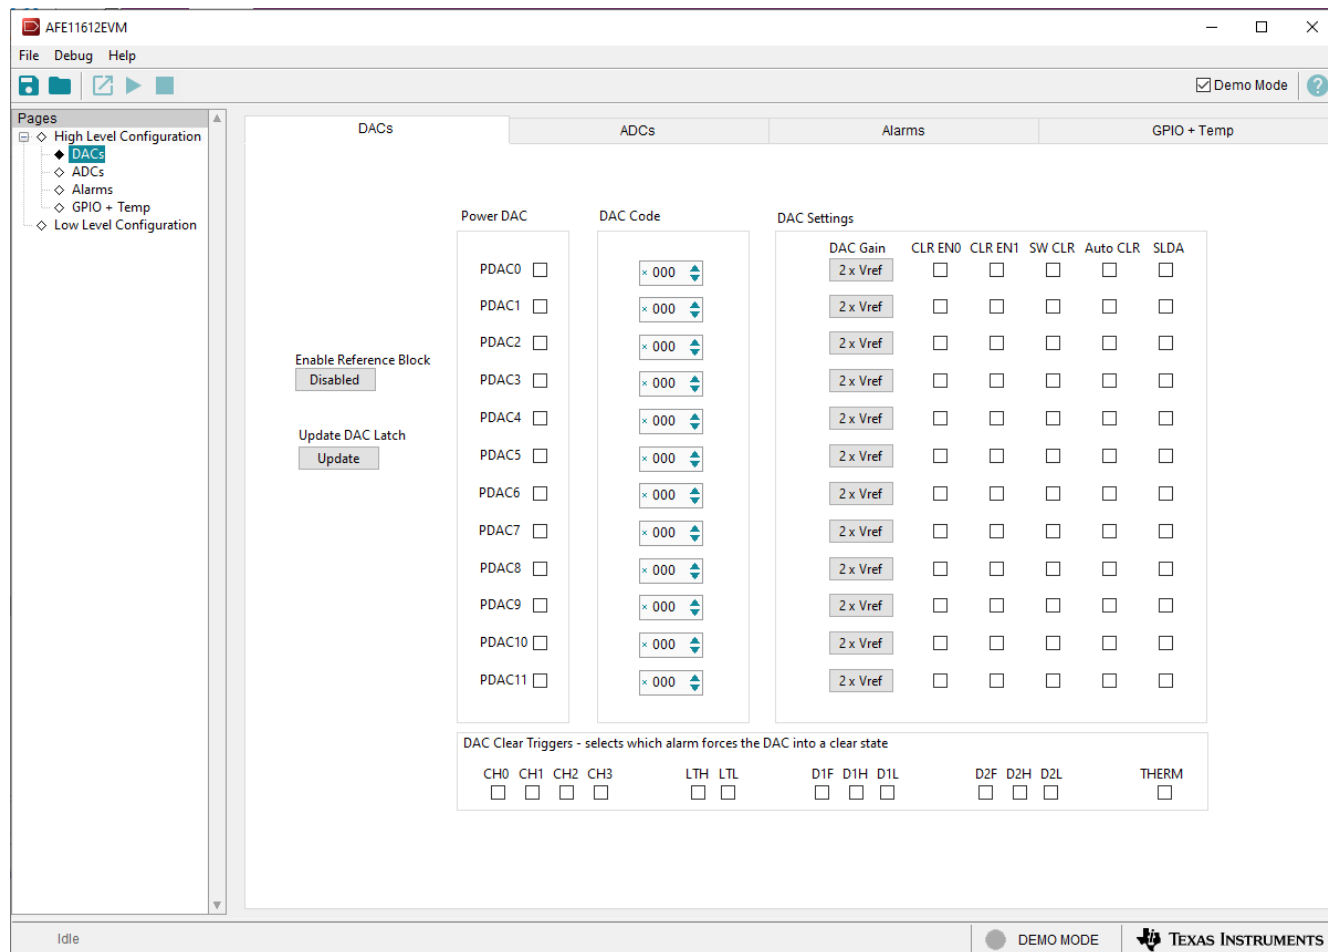 AFE11612EVM
File Debug Help
Demo Mode
Pages
High Level Configuration
DACs
ADCs
Alarms
GPIO + Temp
Low Level Configuration
DACs ADCs Alarms GPIO + Temp
Power DAC DAC Code DAC Settings
DAC Gain CLR EN0 CLR EN1 SW CLR Auto CLR SLDA
PDAC0 × 000 2 x Vref
PDAC1 × 000 2 x Vref
PDAC2 × 000 2 x Vref
Enable Reference Block
Disabled
PDAC3 × 000 2 x Vref
PDAC4 × 000 2 x Vref
Update DAC Latch
Update
PDAC5 × 000 2 x Vref
PDAC6 × 000 2 x Vref
PDAC7 × 000 2 x Vref
PDAC8 × 000 2 x Vref
PDAC9 × 000 2 x Vref
PDAC10 × 000 2 x Vref
PDAC11 × 000 2 x Vref
DAC Clear Triggers - selects which alarm forces the DAC into a clear state
CH0 CH1 CH2 CH3 LTH LTL D1F D1H D1L D2F D2H D2L THERM
Idle
DEMO MODE
TEXAS INSTRUMENTS